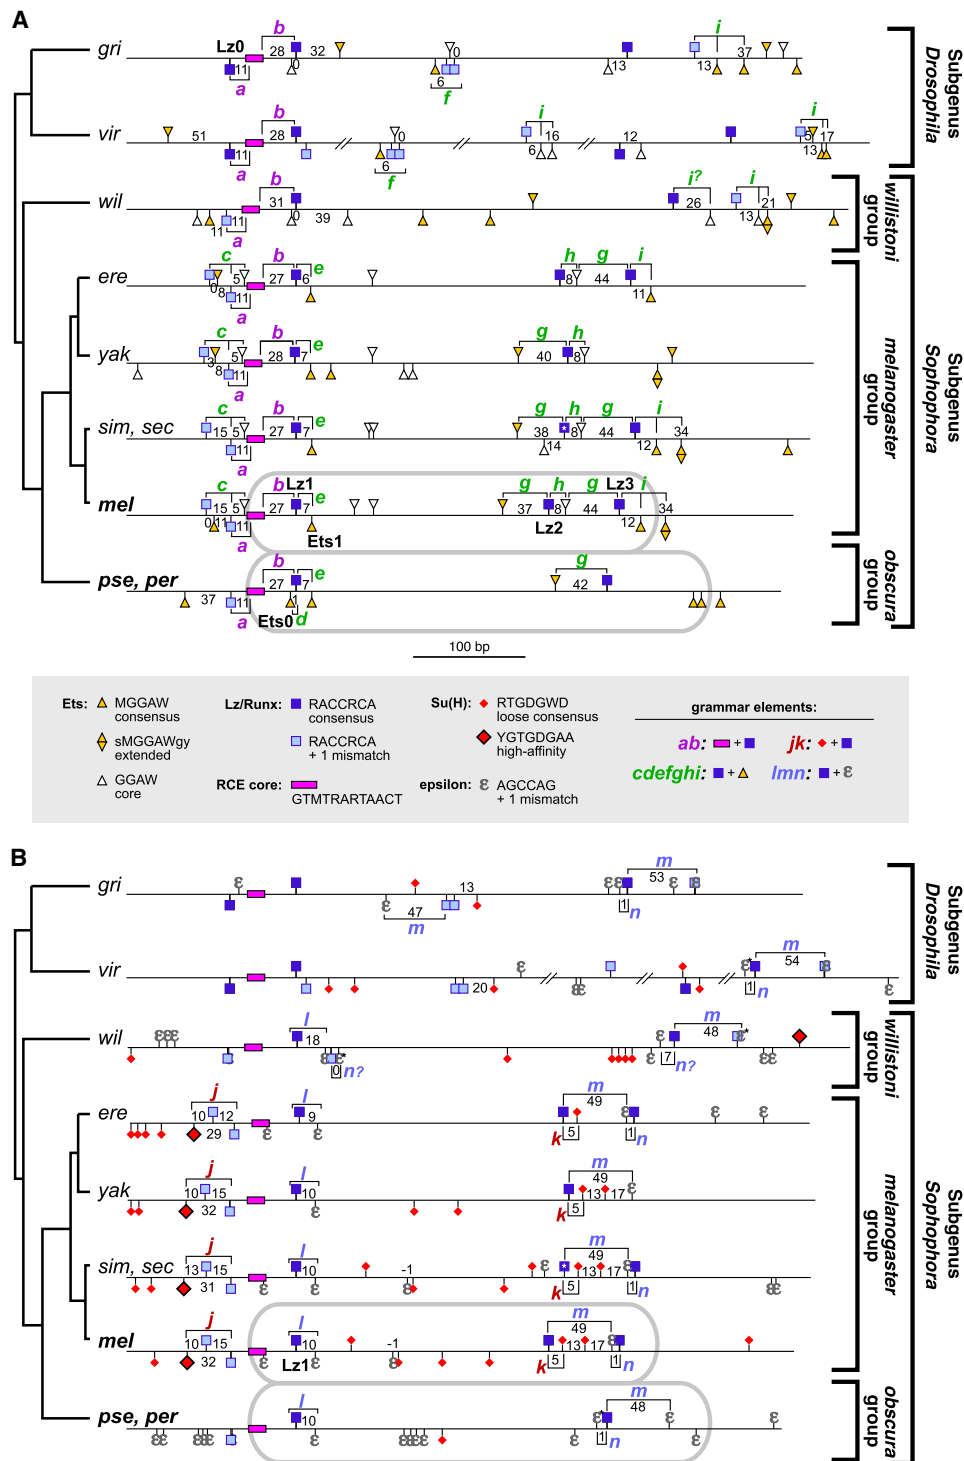 A
gri
Lz0
b
28
32
0
0
11
a
6
f
13
i
37
13
vir
51
b
28
11
a
0
6
f
i
16
6
12
i
5
17
13
wil
b
31
0
39
11
11
a
i?
26
i
21
13
ere
c
5
0
8
b
27
e
6
11
a
h
8
g
44
i
11
yak
c
3
5
8
b
28
e
7
11
a
g
40
h
8
sim, sec
c
15
5
b
27
e
7
11
a
g
38
h
8
g
44
i
14
12
34
mel
c
15
5
0
11
11
a
b
Lz1
27
7
e
Ets1
g
37
h
8
g
44
Lz3
i
Lz2
12
34
pse, per
37
11
a
b
27
7
e
1
Ets0
d
g
42
Subgenus
Drosophila
willistoni
group
melanogaster
group
obscura
group
Subgenus
Sophophora
100 bp
Ets:
MGGAW
consensus
sMGGAWgy
extended
GGAW
core
Lz/Runx:
RACCRCA
consensus
RACCRCA
+ 1 mismatch
RCE core:
GTMTRARTAACT
Su(H):
RTGDGWD
loose consensus
YGTGDGAA
high-affinity
epsilon:
ε
AGCCAG
+ 1 mismatch
grammar elements:
ab: +
jk: +
cdefghi: +
lmn: + ε
B
gri
ε
ε
47
m
13
ε
ε
m
53
ε
ε
1
n
vir
20
ε
ε
ε
ε*
m
54
ε
1
n
ε
wil
ε
ε
ε
l
18
ε
ε*
0
n?
ε
ε
m
48
ε*
7
n?
ε
ε
ere
j
10
12
29
ε
l
9
ε
m
49
ε
k
5
1
n
ε
ε
yak
j
10
15
32
l
10
ε
m
49
13
17
ε
k
5
sim, sec
j
13
15
31
ε
l
10
ε
-1
ε
ε
m
49
13
17
ε
k
5
1
n
ε
ε
mel
j
10
15
32
ε
l
10
Lz1
ε
-1
ε
m
49
13
17
ε
k
5
1
n
pse, per
ε
ε
ε
ε
ε
l
10
ε
ε
ε
ε
ε
ε*
m
48
ε
1
n
ε
ε
Subgenus
Drosophila
willistoni
group
melanogaster
group
obscura
group
Subgenus
Sophophora